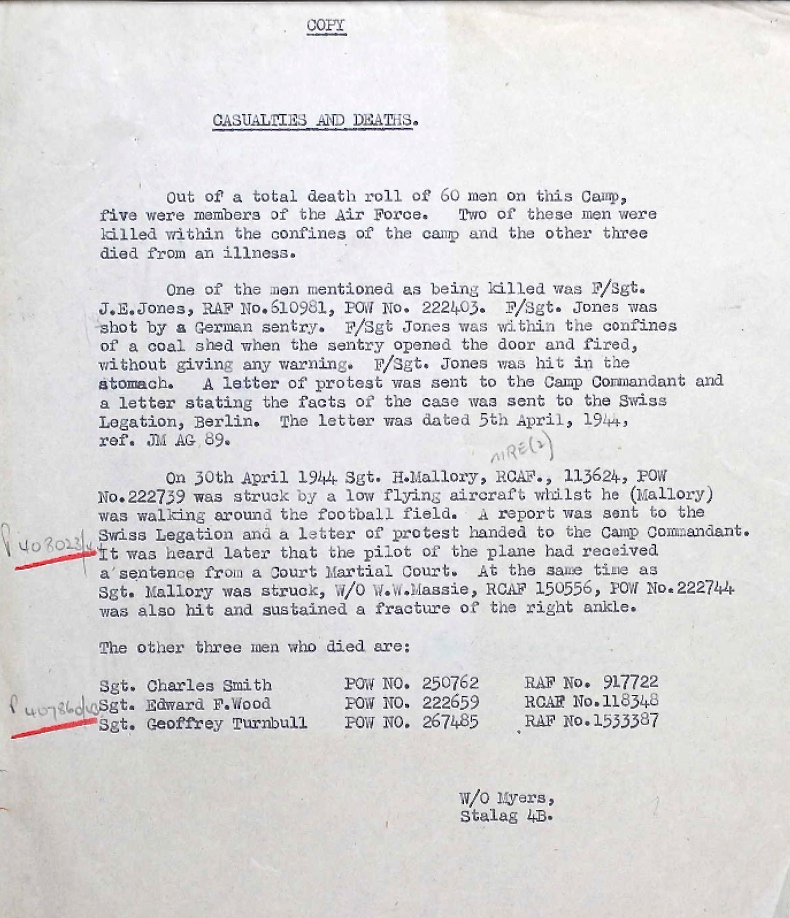 COPY
CASUALTIES AND DEATHS.
Out of a total death roll of 60 men on this Camp,
five were members of the Air Force. Two of these men were
killed within the confines of the camp and the other three
died from an illness.
One of the men mentioned as being killed was F/Sgt.
J.E.Jones, RAF No.610981, POW No. 222403. F/Sgt. Jones was
shot by a German sentry. F/Sgt Jones was within the confines
of a coal shed when the sentry opened the door and fired,
without giving any warning. F/Sgt. Jones was hit in the
stomach. A letter of protest was sent to the Camp Commandant and
a letter stating the facts of the case was sent to the Swiss
Legation, Berlin. The letter was dated 5th April, 1944,
ref. JM AG 89.
On 30th April 1944 Sgt. H.Mallory, RCAF., 113624, POW
No.222739 was struck by a low flying aircraft whilst he (Mallory)
was walking around the football field. A report was sent to the
Swiss Legation and a letter of protest handed to the Camp Commandant.
It was heard later that the pilot of the plane had received
a sentence from a Court Martial Court. At the same time as
Sgt. Mallory was struck, W/O W.W.Massie, RCAF 150556, POW No.222744
was also hit and sustained a fracture of the right ankle.
The other three men who died are:
Sgt. Charles Smith POW NO. 250762 RAF No. 917722
Sgt. Edward F.Wood POW NO. 222659 RCAF No.118348
Sgt. Geoffrey Turnbull POW NO. 267485 RAF No.1533387
W/O Myers,
Stalag 4B.